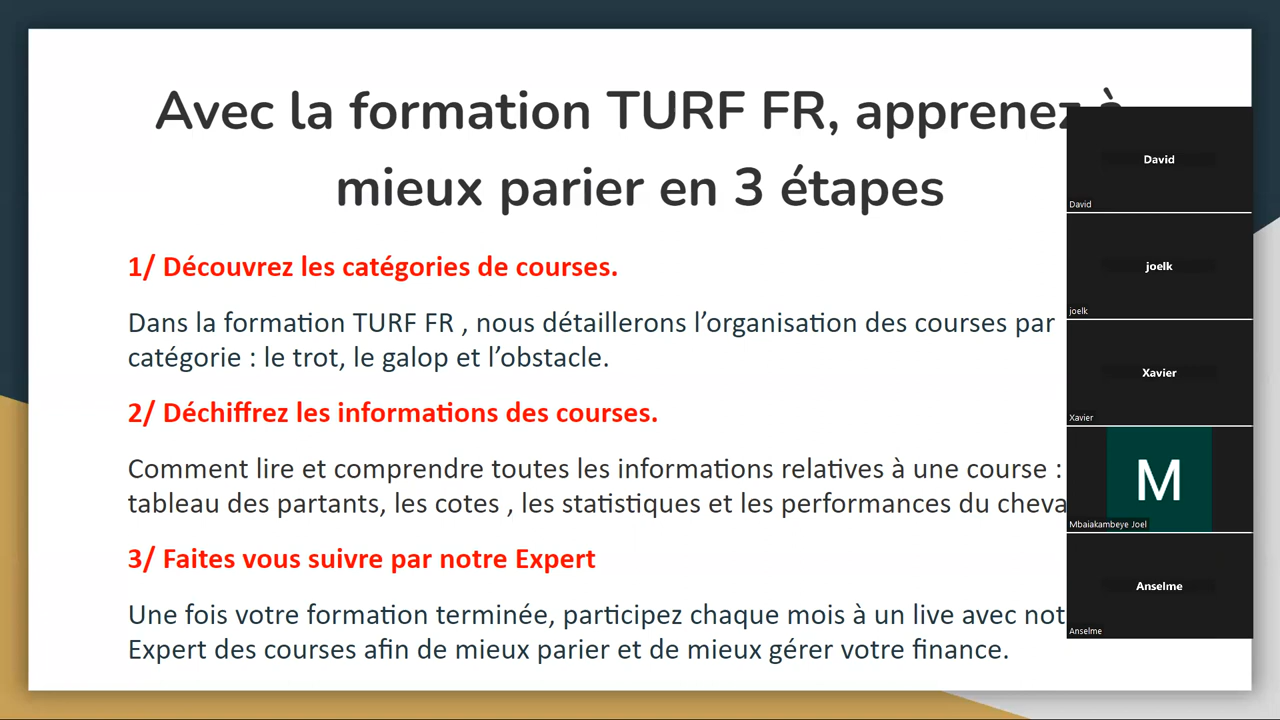 Avec la formation TURF FR, apprenez à
mieux parier en 3 étapes
1/ Découvrez les catégories de courses.
Dans la formation TURF FR , nous détaillerons l’organisation des courses par
catégorie : le trot, le galop et l’obstacle.
2/ Déchiffrez les informations des courses.
Comment lire et comprendre toutes les informations relatives à une course :
tableau des partants, les cotes , les statistiques et les performances du cheva
3/ Faites vous suivre par notre Expert
Une fois votre formation terminée, participez chaque mois à un live avec not
Expert des courses afin de mieux parier et de mieux gérer votre finance.
David
David
joelk
joelk
Xavier
Xavier
M
Mbaiakambeye Joel
Anselme
Anselme